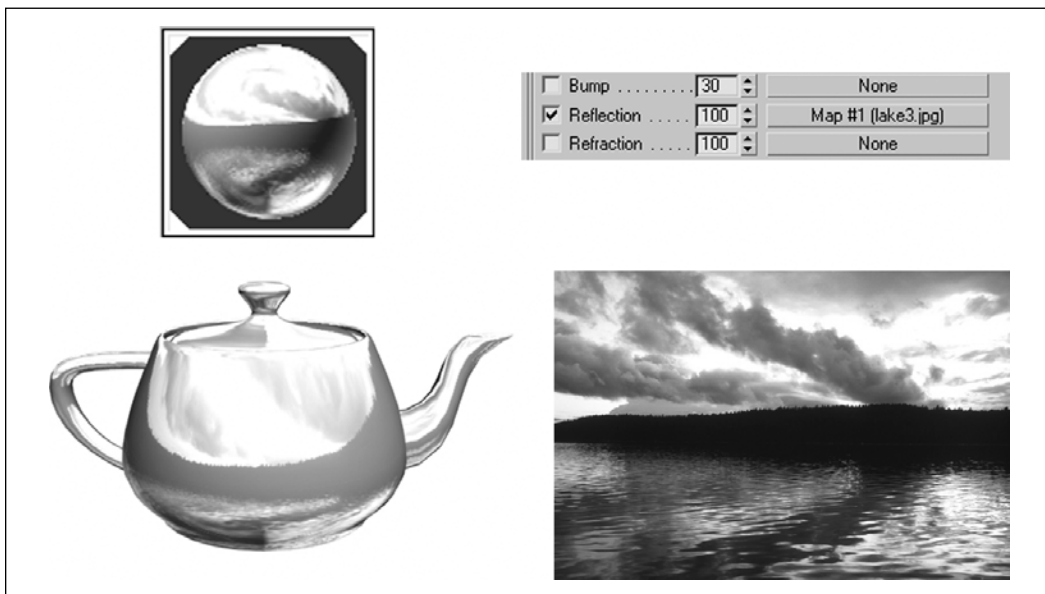 Bump ......... 30 None
Reflection ..... 100 Map #1 (lake3.jpg)
Refraction ..... 100 None